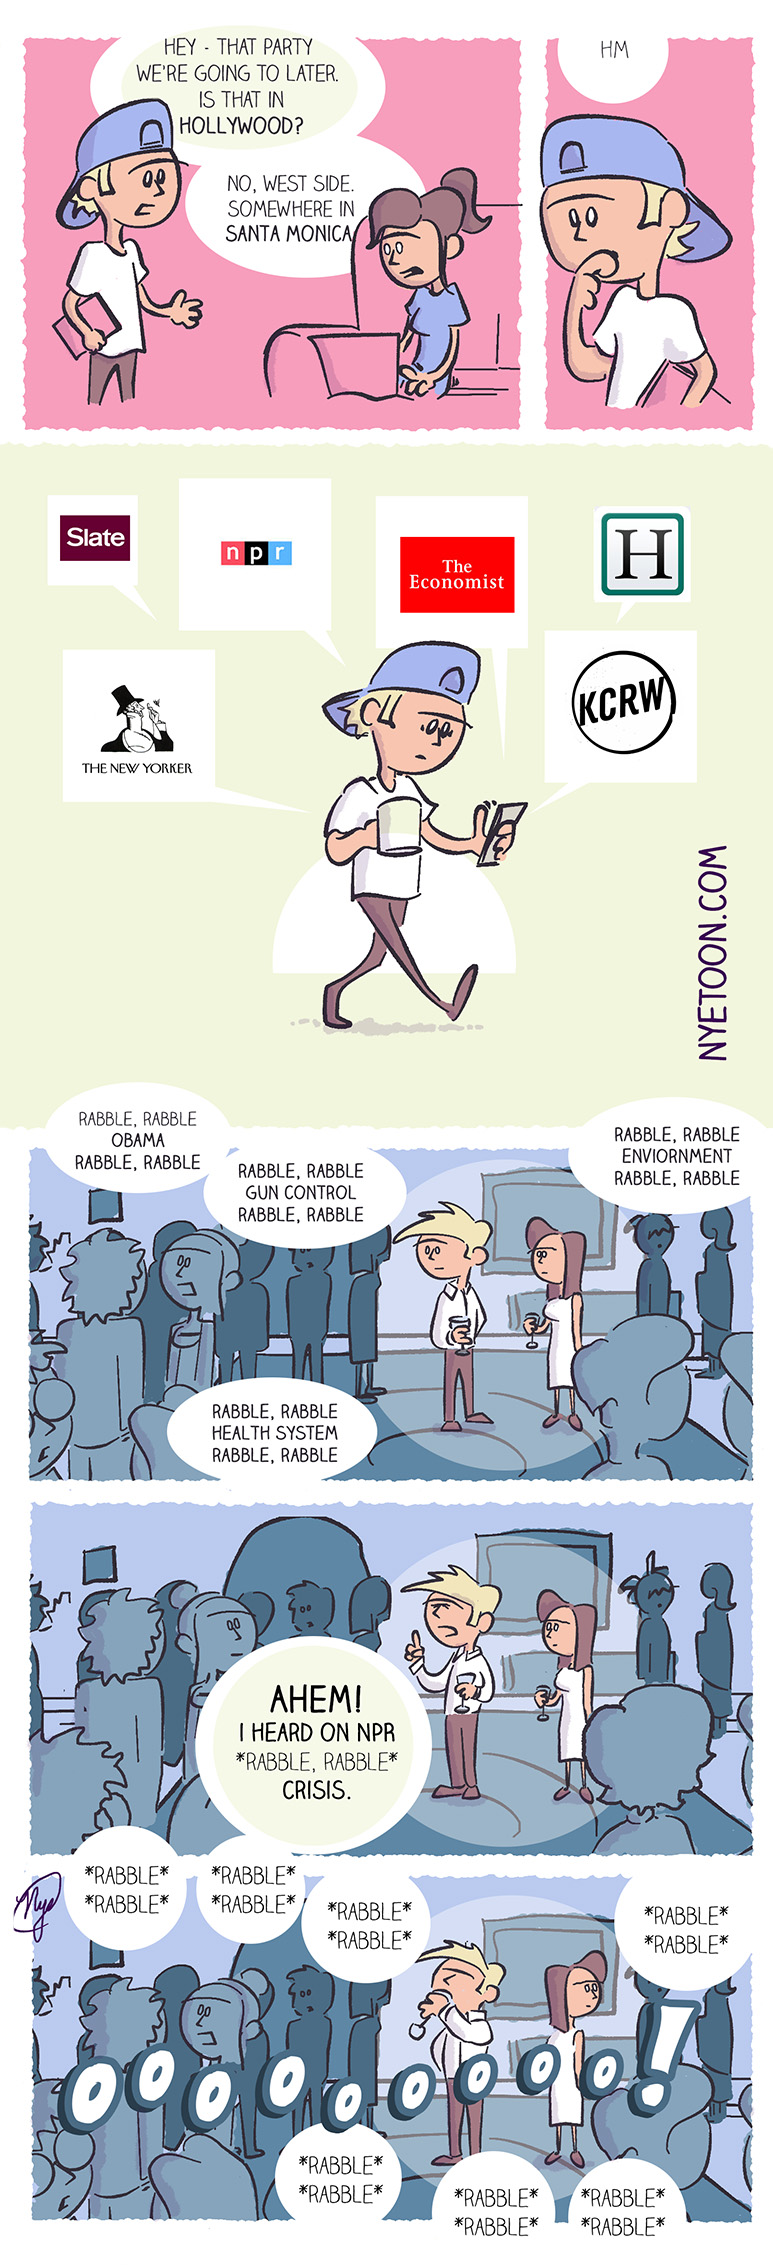 HEY - THAT PARTY
WE'RE GOING TO LATER.
IS THAT IN
HOLLYWOOD?
NO, WEST SIDE.
SOMEWHERE IN
SANTA MONICA
HM
Slate
npr
The
Economist
H
THE NEW YORKER
KCRW
NYETOON.COM
RABBLE, RABBLE
OBAMA
RABBLE, RABBLE
RABBLE, RABBLE
GUN CONTROL
RABBLE, RABBLE
RABBLE, RABBLE
ENVIORNMENT
RABBLE, RABBLE
RABBLE, RABBLE
HEALTH SYSTEM
RABBLE, RABBLE
AHEM!
I HEARD ON NPR
*RABBLE, RABBLE*
CRISIS.
Nye
*RABBLE*
*RABBLE*
*RABBLE*
*RABBLE*
*RABBLE*
*RABBLE*
*RABBLE*
*RABBLE*
OOOOOOOOO!
*RABBLE*
*RABBLE*
*RABBLE*
*RABBLE*
*RABBLE*
*RABBLE*